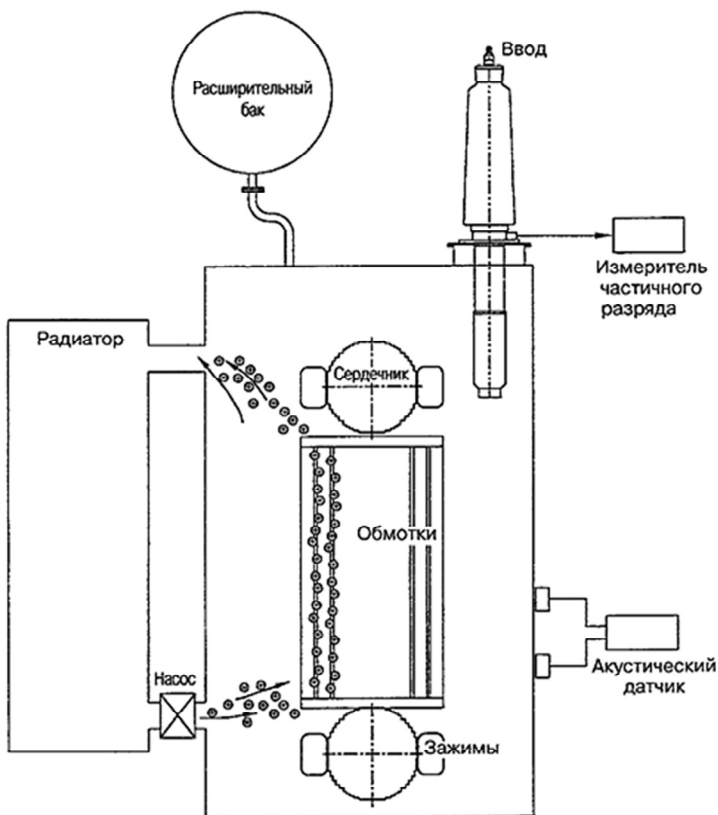 Ввод
Расширительный
бак
Измеритель
частичного
разряда
Радиатор
Сердечник
Обмотки
Насос
Акустический
датчик
Зажимы